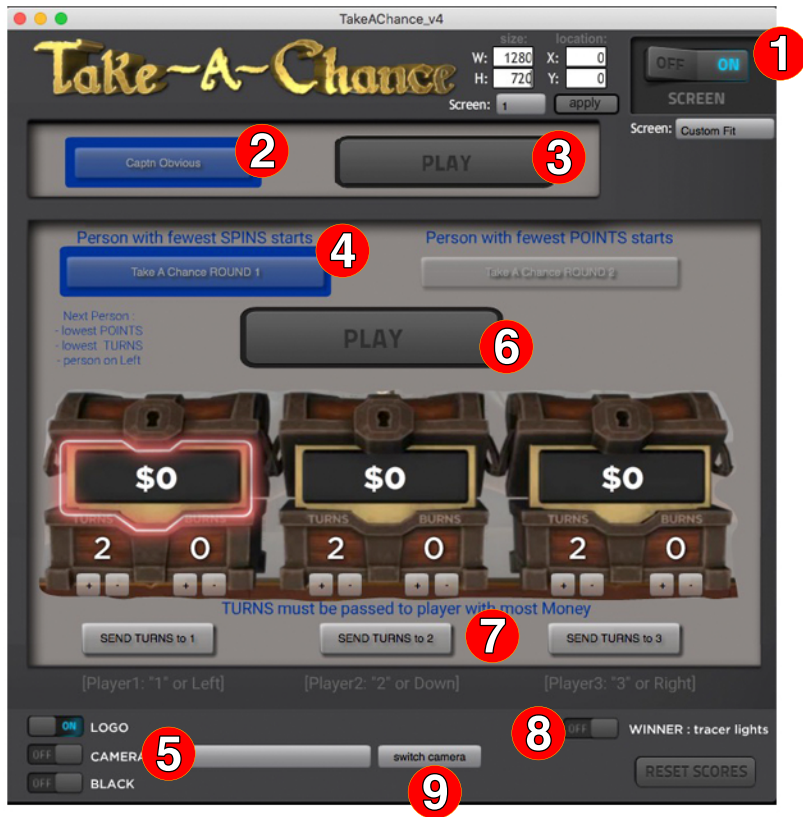 TakeAChance_v4
Take-A-Chance
size: location:
W: 1280 X: 0
H: 720 Y: 0
Screen: 1 apply
OFF ON
1
SCREEN
Screen: Custom Fit
Captn Obvious
2
PLAY
3
Person with fewest SPINS starts
Person with fewest POINTS starts
Take A Chance ROUND 1
4
Take A Chance ROUND 2
Next Person :
- lowest POINTS
- lowest TURNS
- person on Left
PLAY
6
$0 $0 $0
TURNS BURNS TURNS BURNS TURNS BURNS
2 0 2 0 2 0
+ - + - + - + - + - + -
TURNS must be passed to player with most Money
SEND TURNS to 1 SEND TURNS to 2 7 SEND TURNS to 3
[Player1: "1" or Left] [Player2: "2" or Down] [Player3: "3" or Right]
ON LOGO
8 OFF WINNER : tracer lights
OFF CAMERA 5 switch camera
9
OFF BLACK
RESET SCORES